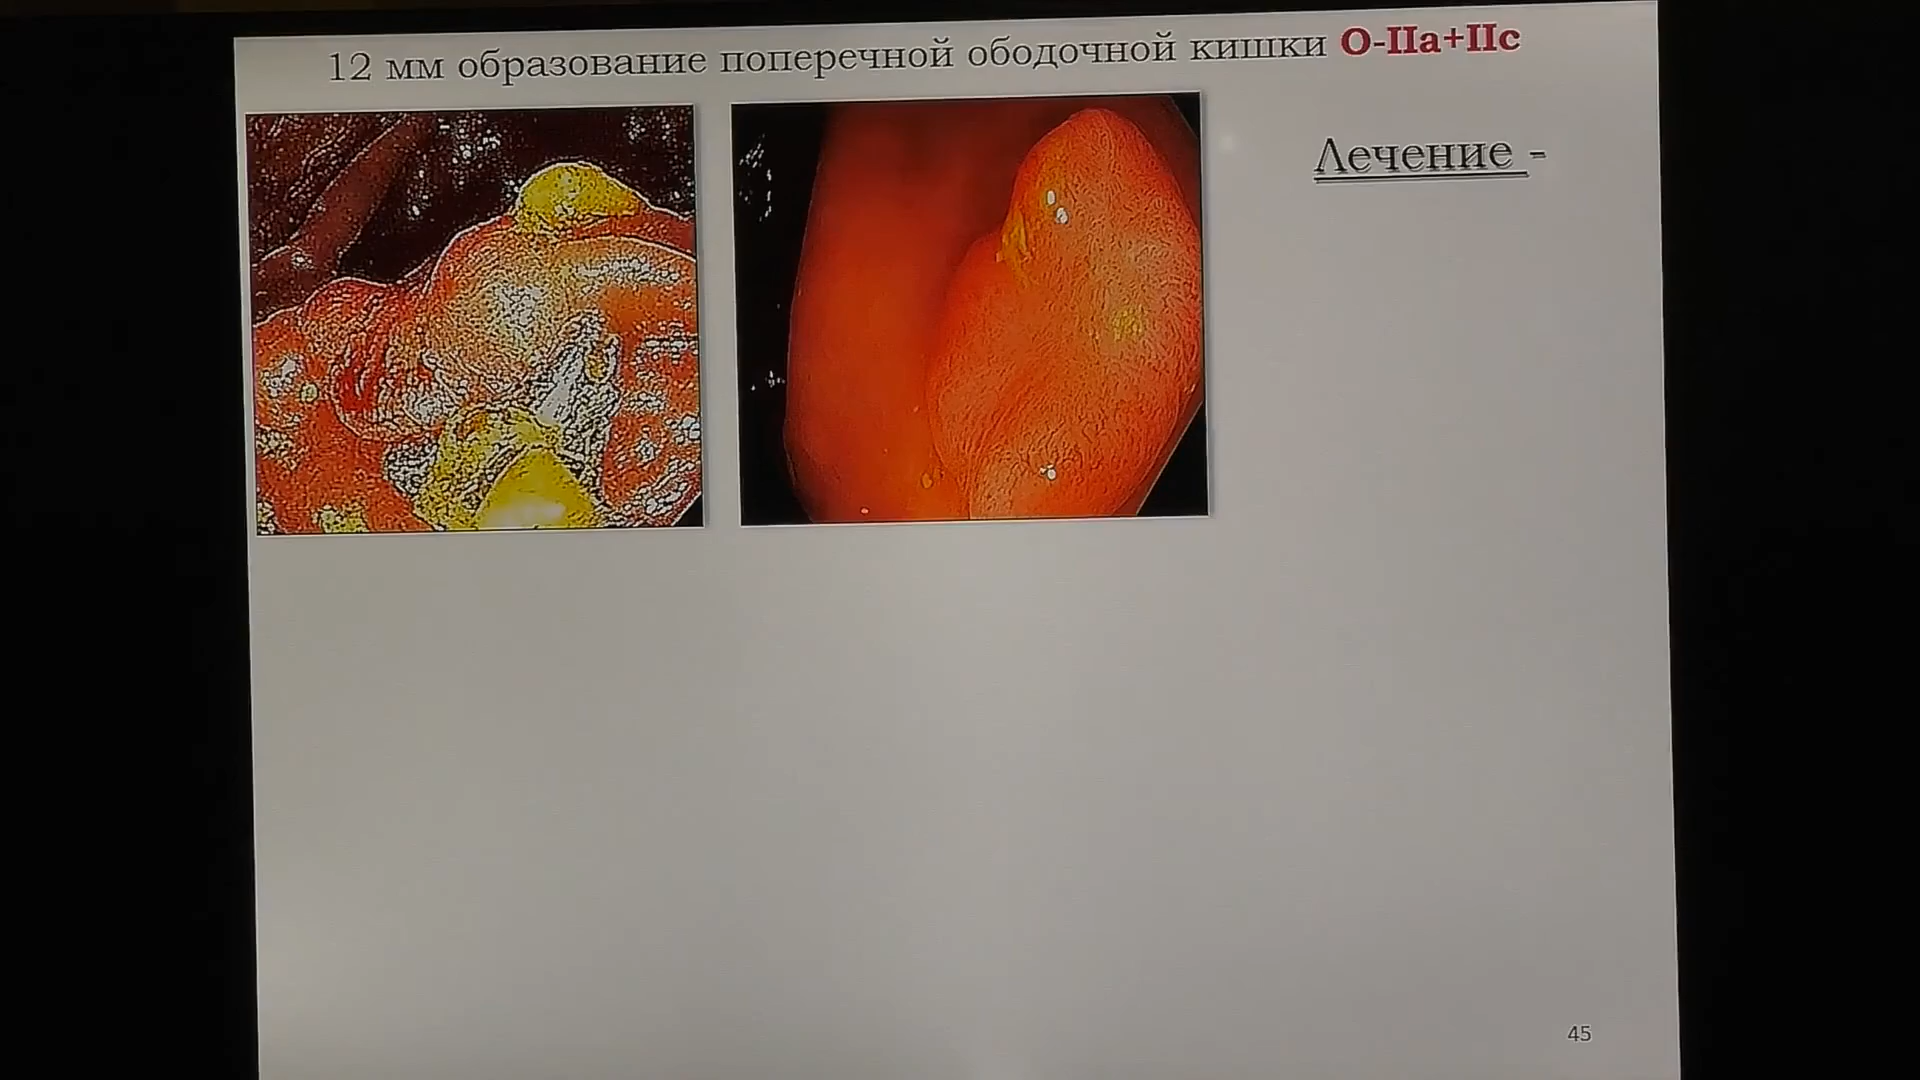 12 мм образование поперечной ободочной кишки O-IIa+IIc
Лечение -
45